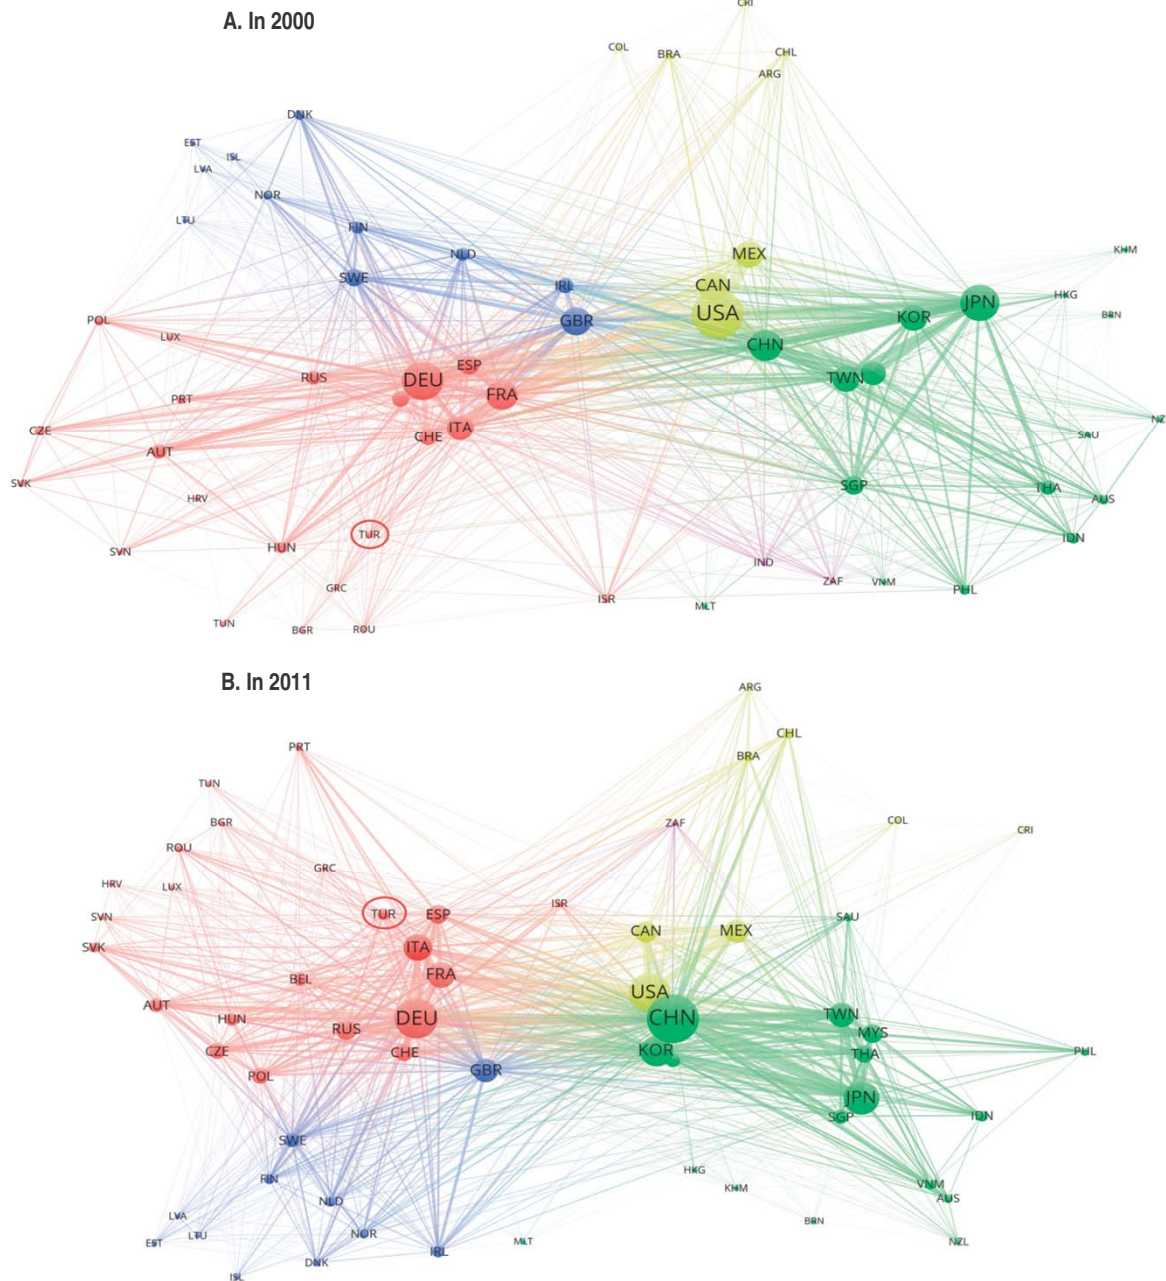 A. In 2000
CRI
COL
BRA
CHL
ARG
DNK
EST
ISL
LVA
NOR
LTU
FIN
NLD
MEX
KHM
SWE
IRL
CAN
HKG
JPN
USA
KOR
BRN
POL
GBR
LUX
CHN
ESP
RUS
DEU
TWN
FRA
PRT
NZ
CZE
ITA
CHE
SAU
AUT
SVK
SGP
THA
HRV
AUS
TUR
IDN
SVN
HUN
IND
ZAF
VNM
GRC
PHL
ISR
MLT
TUN
BGR
ROU
B. In 2011
ARG
CHL
PRT
BRA
TUN
BGR
ZAF
COL
CRI
ROU
GRC
HRV
LUX
ISR
TUR
ESP
SVN
SAU
CAN
MEX
SVK
ITA
FRA
BEL
USA
AUT
TWN
HUN
DEU
CHN
RUS
MYS
CZE
CHE
KOR
THA
PHL
GBR
POL
JPN
SGP
IDN
SWE
HKG
FIN
VNM
KHM
NLD
AUS
LVA
BRN
LTU
NOR
EST
MLT
NZL
IRL
DNK
ISL